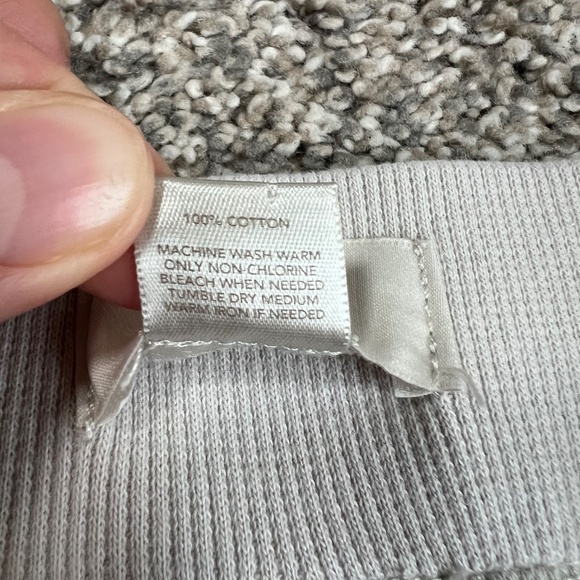 100% COTTON
MACHINE WASH WARM
ONLY NON-CHLORINE
BLEACH WHEN NEEDED
TUMBLE DRY MEDIUM
WARM IRON IF NEEDED